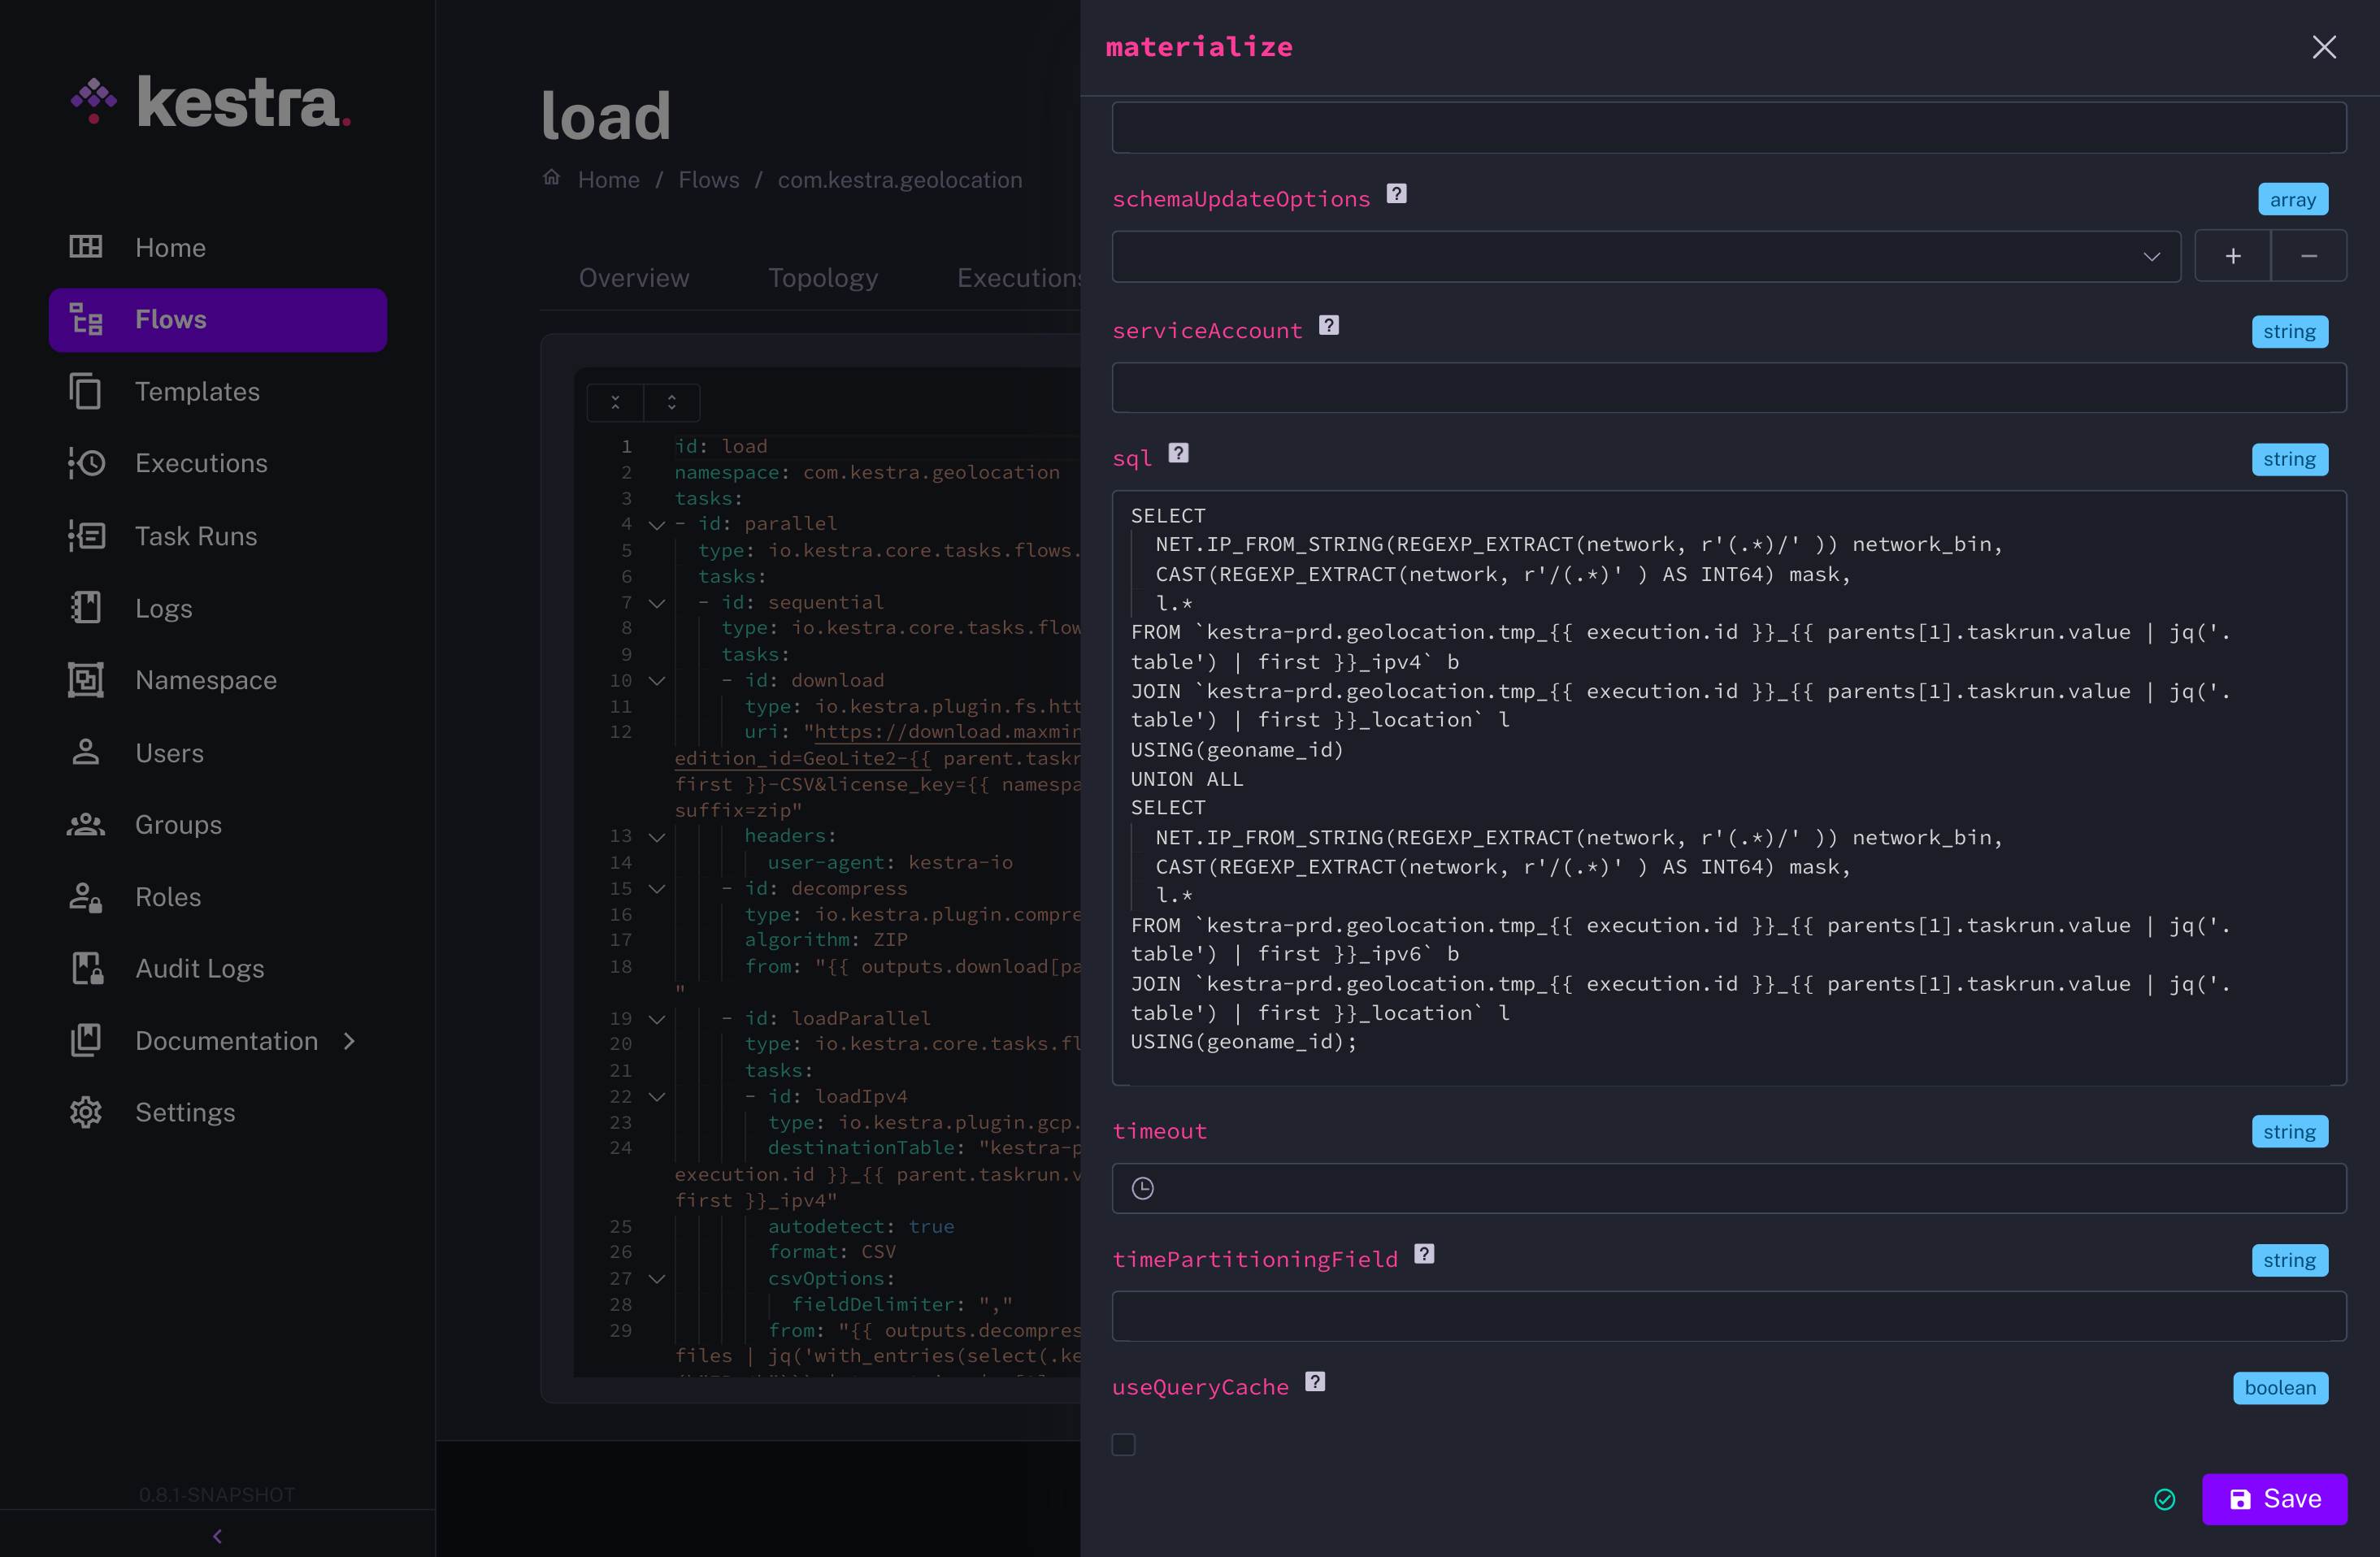 kestra.
Home
Flows
Templates
Executions
Task Runs
Logs
Namespace
Users
Groups
Roles
Audit Logs
Documentation
Settings
0.8.1-SNAPSHOT
load
Home / Flows / com.kestra.geolocation
Overview Topology Executions
1 id: load
2 namespace: com.kestra.geolocation
3 tasks:
4 - id: parallel
5 type: io.kestra.core.tasks.flows.
6 tasks:
7 - id: sequential
8 type: io.kestra.core.tasks.flow
9 tasks:
10 - id: download
11 type: io.kestra.plugin.fs.htt
12 uri: "https://download.maxmin
edition_id=GeoLite2-{{ parent.taskr
first }}-CSV&license_key={{ namespa
suffix=zip"
13 headers:
14 user-agent: kestra-io
15 - id: decompress
16 type: io.kestra.plugin.compre
17 algorithm: ZIP
18 from: "{{ outputs.download[pa
"
19 - id: loadParallel
20 type: io.kestra.core.tasks.fl
21 tasks:
22 - id: loadIpv4
23 type: io.kestra.plugin.gcp.
24 destinationTable: "kestra-p
execution.id }}_{{ parent.taskrun.v
first }}_ipv4"
25 autodetect: true
26 format: CSV
27 csvOptions:
28 fieldDelimiter: ","
29 from: "{{ outputs.decompres
files | jq('with_entries(select(.ke
materialize
schemaUpdateOptions ? array
+ −
serviceAccount ? string
sql ? string
SELECT
NET.IP_FROM_STRING(REGEXP_EXTRACT(network, r'(.*)/' )) network_bin,
CAST(REGEXP_EXTRACT(network, r'/(.*)' ) AS INT64) mask,
l.*
FROM `kestra-prd.geolocation.tmp_{{ execution.id }}_{{ parents[1].taskrun.value | jq('.
table') | first }}_ipv4` b
JOIN `kestra-prd.geolocation.tmp_{{ execution.id }}_{{ parents[1].taskrun.value | jq('.
table') | first }}_location` l
USING(geoname_id)
UNION ALL
SELECT
NET.IP_FROM_STRING(REGEXP_EXTRACT(network, r'(.*)/' )) network_bin,
CAST(REGEXP_EXTRACT(network, r'/(.*)' ) AS INT64) mask,
l.*
FROM `kestra-prd.geolocation.tmp_{{ execution.id }}_{{ parents[1].taskrun.value | jq('.
table') | first }}_ipv6` b
JOIN `kestra-prd.geolocation.tmp_{{ execution.id }}_{{ parents[1].taskrun.value | jq('.
table') | first }}_location` l
USING(geoname_id);
timeout string
timePartitioningField ? string
useQueryCache ? boolean
Save